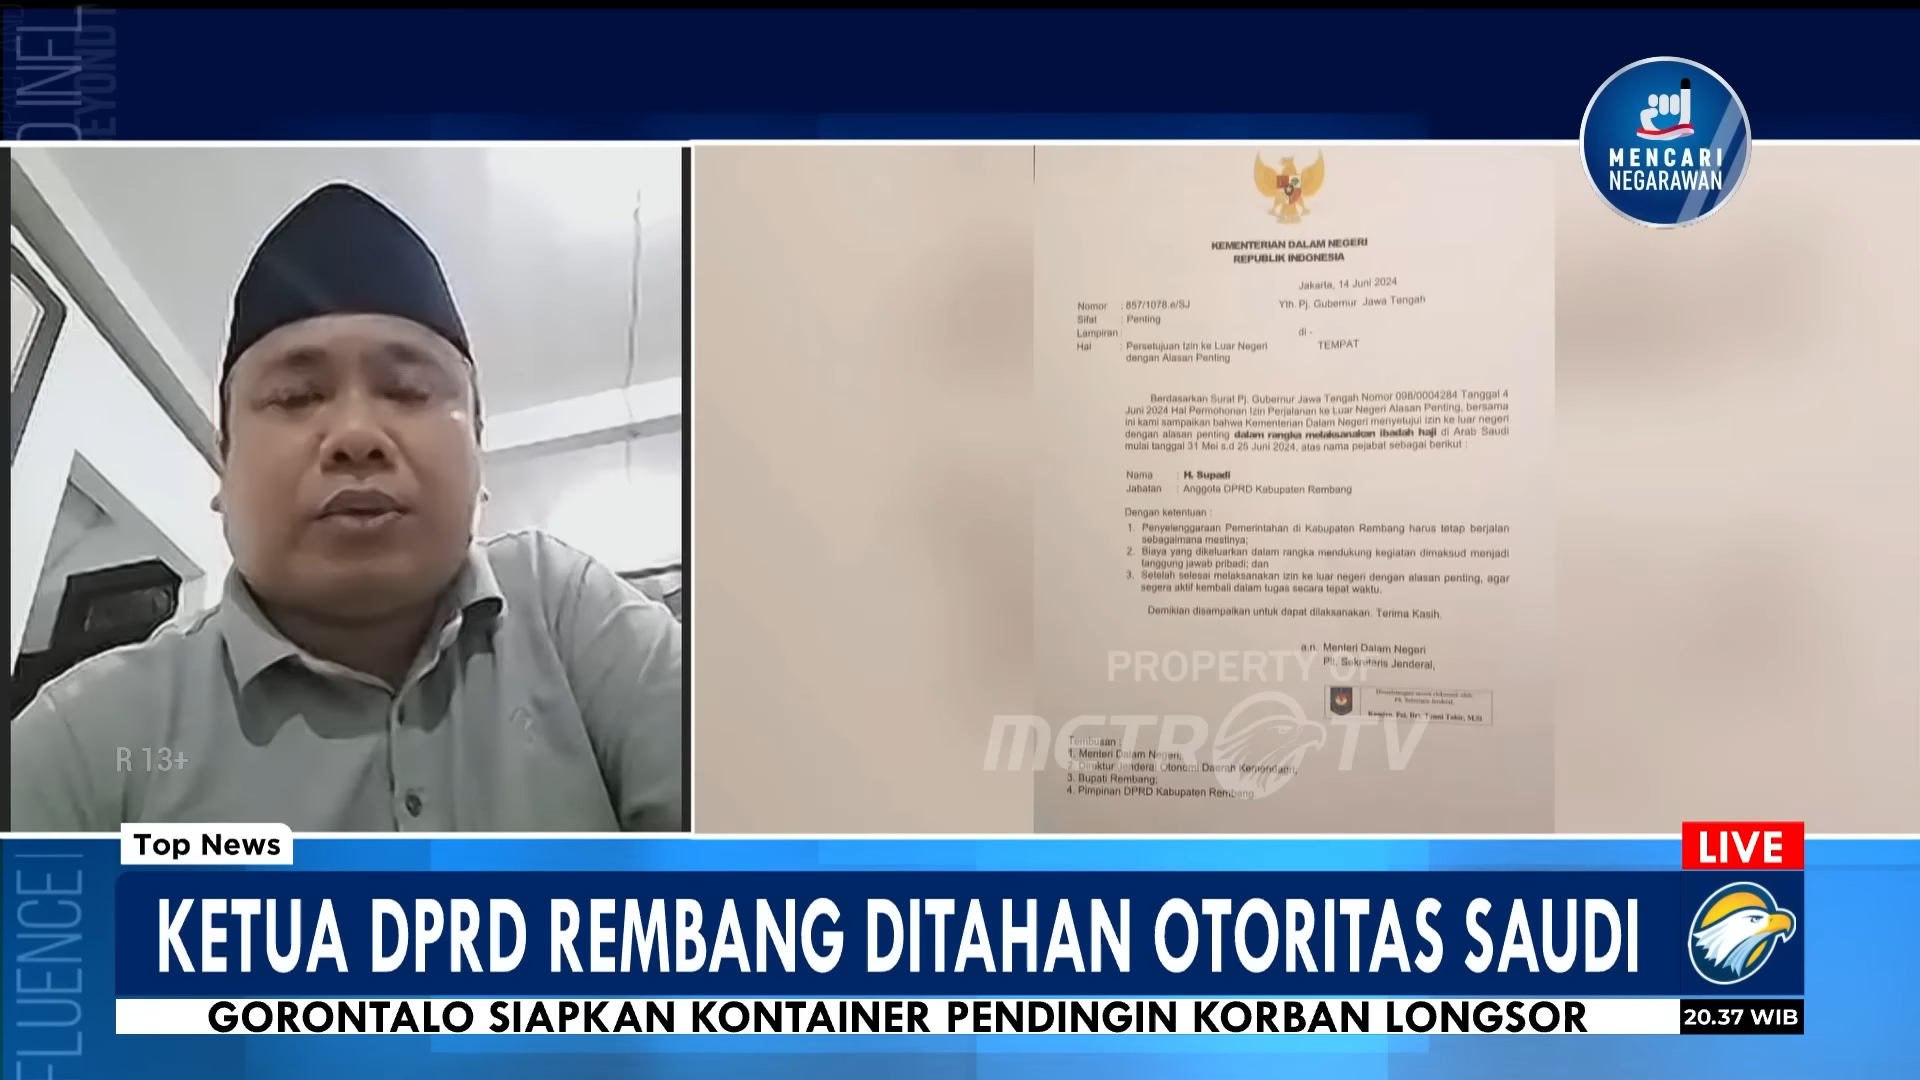 D INFL
EYOND
MENCARI
NEGARAWAN
KEMENTERIAN DALAM NEGERI
REPUBLIK INDONESIA
Jakarta, 14 Juni 2024
Nomor : 857/1078.e/SJ
Yth. Pj. Gubernur Jawa Tengah
Sifat : Penting
Lampiran :
di -
Hal : Persetujuan Izin ke Luar Negeri
TEMPAT
dengan Alasan Penting
Berdasarkan Surat Pj. Gubernur Jawa Tengah Nomor 098/0004284 Tanggal 4
Juni 2024 Hal Permohonan Izin Perjalanan ke Luar Negeri Alasan Penting, bersama
ini kami sampaikan bahwa Kementerian Dalam Negeri menyetujui izin ke luar negeri
dengan alasan penting dalam rangka melaksanakan ibadah haji di Arab Saudi
mulai tanggal 31 Mei s.d 25 Juni 2024, atas nama pejabat sebagai berikut :
Nama : H. Supadi
Jabatan : Anggota DPRD Kabupaten Rembang
Dengan ketentuan :
1. Penyelenggaraan Pemerintahan di Kabupaten Rembang harus tetap berjalan
sebagaimana mestinya;
2. Biaya yang dikeluarkan dalam rangka mendukung kegiatan dimaksud menjadi
tanggung jawab pribadi; dan
3. Setelah selesai melaksanakan izin ke luar negeri dengan alasan penting, agar
segera aktif kembali dalam tugas secara tepat waktu.
Demikian disampaikan untuk dapat dilaksanakan. Terima Kasih.
a.n. Menteri Dalam Negeri
Plt. Sekretaris Jenderal,
PROPERTY OF
METRO TV
Tembusan :
1. Menteri Dalam Negeri;
2. Direktur Jenderal Otonomi Daerah Kemendagri;
3. Bupati Rembang;
4. Pimpinan DPRD Kabupaten Rembang
R 13+
Top News
LIVE
KETUA DPRD REMBANG DITAHAN OTORITAS SAUDI
GORONTALO SIAPKAN KONTAINER PENDINGIN KORBAN LONGSOR
20.37 WIB
FLUENCE